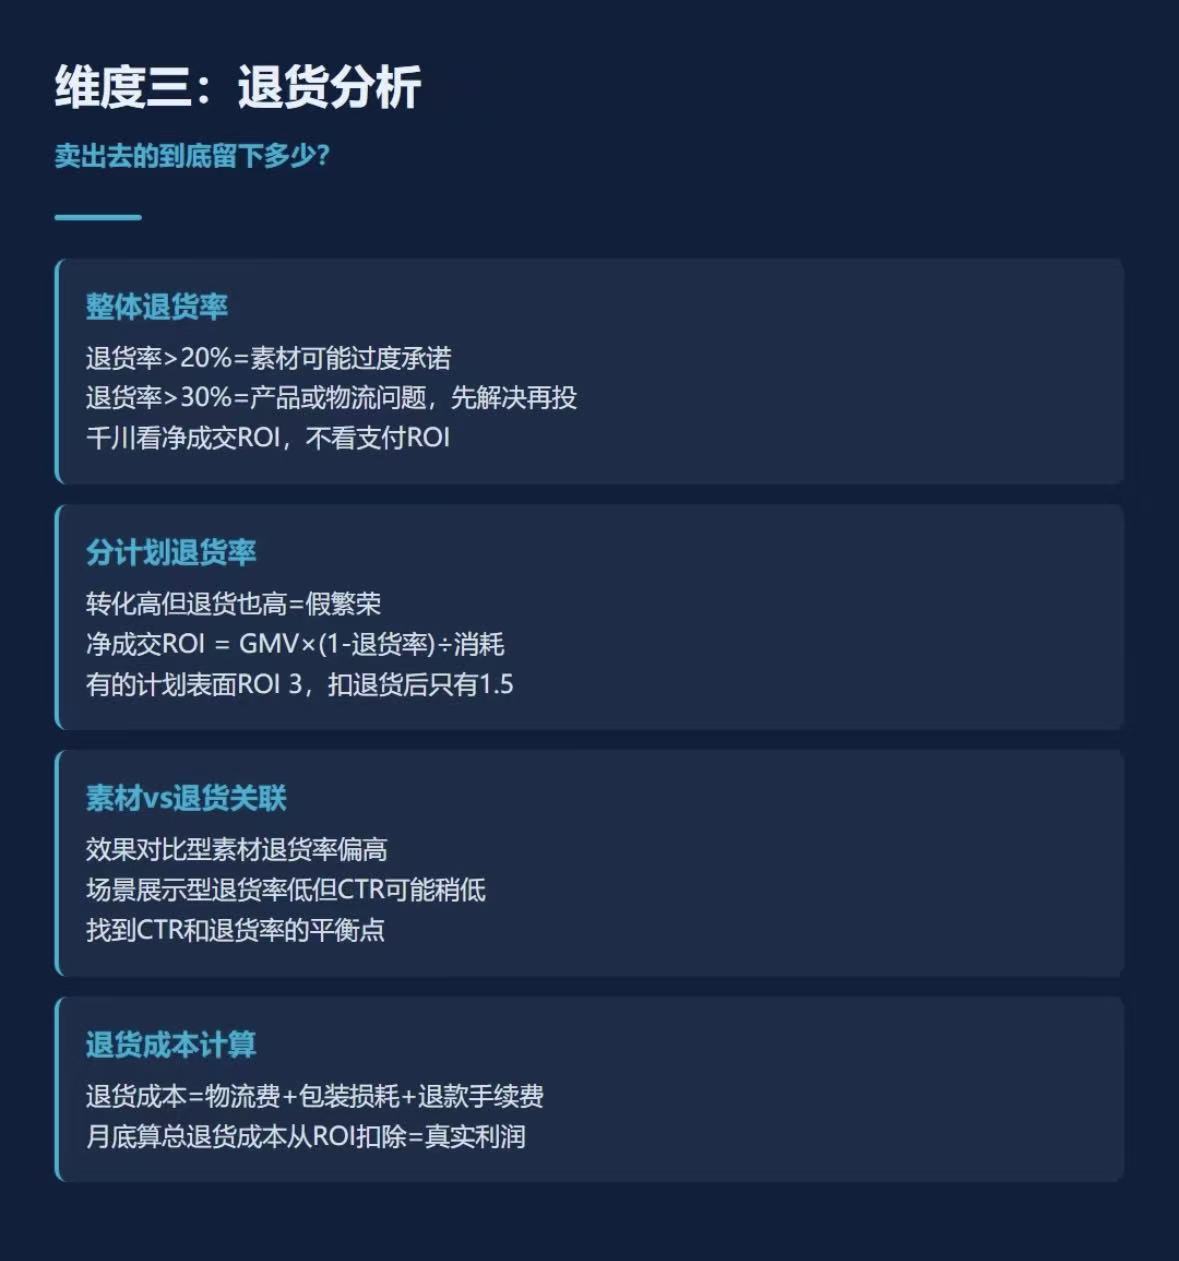 维度三：退货分析
卖出去的到底留下多少？
整体退货率
退货率>20%=素材可能过度承诺
退货率>30%=产品或物流问题，先解决再投
千川看净成交ROI，不看支付ROI
分计划退货率
转化高但退货也高=假繁荣
净成交ROI = GMV×(1-退货率)÷消耗
有的计划表面ROI 3，扣退货后只有1.5
素材vs退货关联
效果对比型素材退货率偏高
场景展示型退货率低但CTR可能稍低
找到CTR和退货率的平衡点
退货成本计算
退货成本=物流费+包装损耗+退款手续费
月底算总退货成本从ROI扣除=真实利润